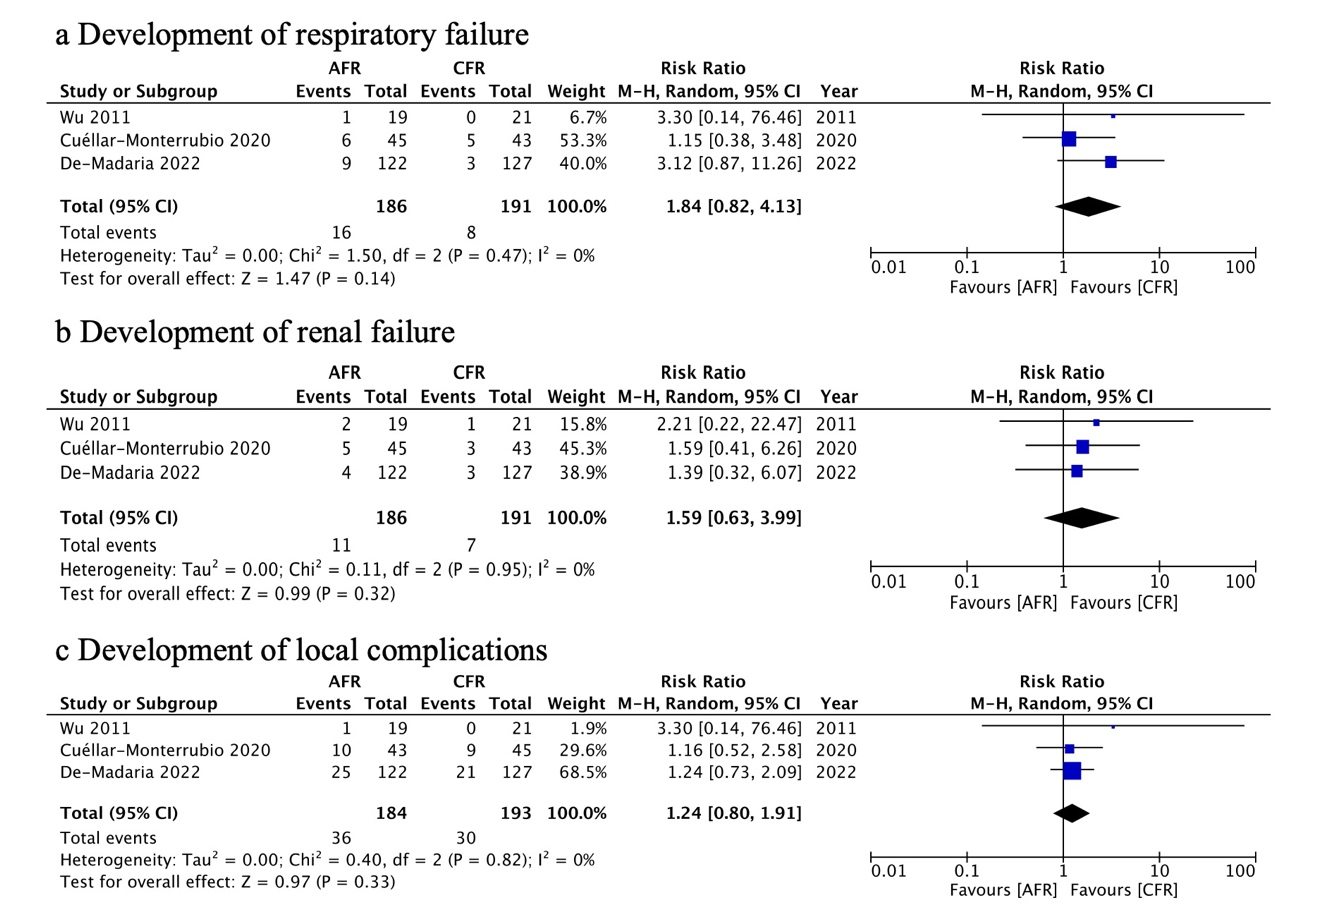 a Development of respiratory failure
AFR CFR Risk Ratio Risk Ratio
Study or Subgroup Events Total Events Total Weight M-H, Random, 95% CI Year M-H, Random, 95% CI
Wu 2011 1 19 0 21 6.7% 3.30 [0.14, 76.46] 2011
Cuéllar-Monterrubio 2020 6 45 5 43 53.3% 1.15 [0.38, 3.48] 2020
De-Madaria 2022 9 122 3 127 40.0% 3.12 [0.87, 11.26] 2022
Total (95% CI) 186 191 100.0% 1.84 [0.82, 4.13]
Total events 16 8
Heterogeneity: Tau² = 0.00; Chi² = 1.50, df = 2 (P = 0.47); I² = 0%
Test for overall effect: Z = 1.47 (P = 0.14)
0.01 0.1 1 10 100
Favours [AFR] Favours [CFR]
b Development of renal failure
AFR CFR Risk Ratio Risk Ratio
Study or Subgroup Events Total Events Total Weight M-H, Random, 95% CI Year M-H, Random, 95% CI
Wu 2011 2 19 1 21 15.8% 2.21 [0.22, 22.47] 2011
Cuéllar-Monterrubio 2020 5 45 3 43 45.3% 1.59 [0.41, 6.26] 2020
De-Madaria 2022 4 122 3 127 38.9% 1.39 [0.32, 6.07] 2022
Total (95% CI) 186 191 100.0% 1.59 [0.63, 3.99]
Total events 11 7
Heterogeneity: Tau² = 0.00; Chi² = 0.11, df = 2 (P = 0.95); I² = 0%
Test for overall effect: Z = 0.99 (P = 0.32)
0.01 0.1 1 10 100
Favours [AFR] Favours [CFR]
c Development of local complications
AFR CFR Risk Ratio Risk Ratio
Study or Subgroup Events Total Events Total Weight M-H, Random, 95% CI Year M-H, Random, 95% CI
Wu 2011 1 19 0 21 1.9% 3.30 [0.14, 76.46] 2011
Cuéllar-Monterrubio 2020 10 43 9 45 29.6% 1.16 [0.52, 2.58] 2020
De-Madaria 2022 25 122 21 127 68.5% 1.24 [0.73, 2.09] 2022
Total (95% CI) 184 193 100.0% 1.24 [0.80, 1.91]
Total events 36 30
Heterogeneity: Tau² = 0.00; Chi² = 0.40, df = 2 (P = 0.82); I² = 0%
Test for overall effect: Z = 0.97 (P = 0.33)
0.01 0.1 1 10 100
Favours [AFR] Favours [CFR]